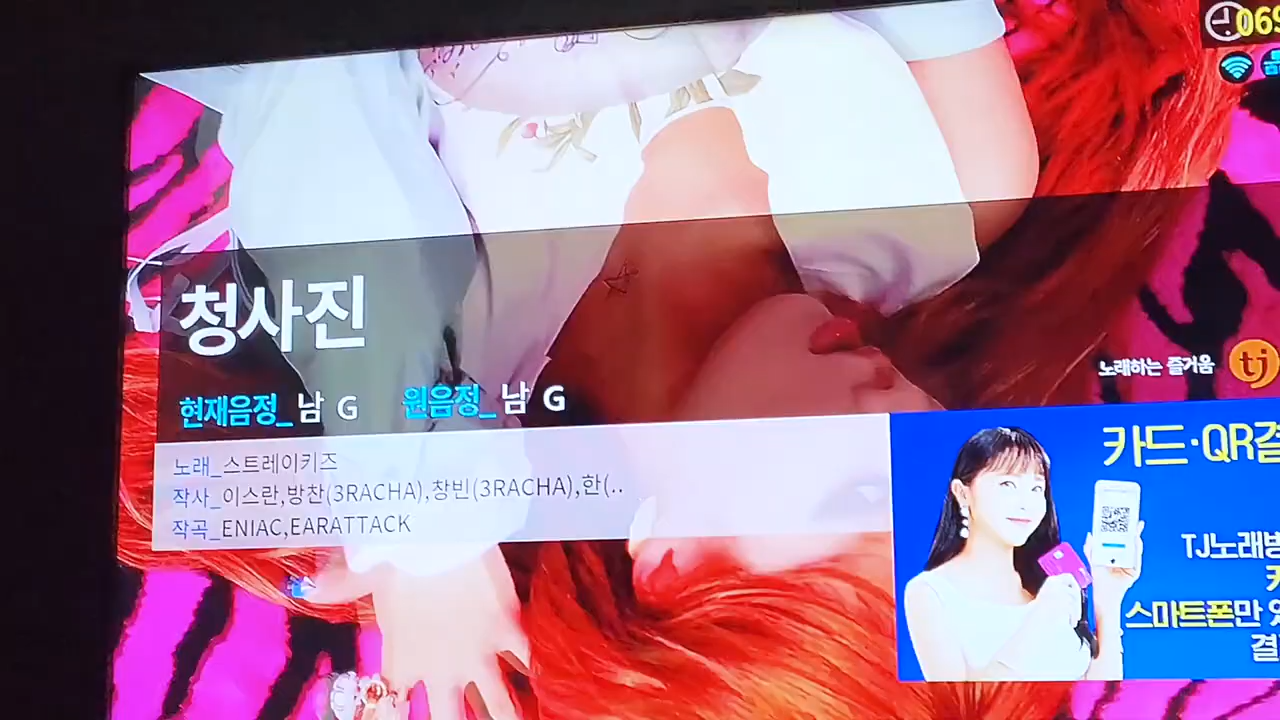 069
청사진
현재음정_남 G 원음정_남 G
노래하는 즐거움 tj
노래_스트레이키즈
작사_이스란,방찬(3RACHA),창빈(3RACHA),한(..
작곡_ENIAC,EARATTACK
카드·QR결
TJ노래방
스마트폰만
결